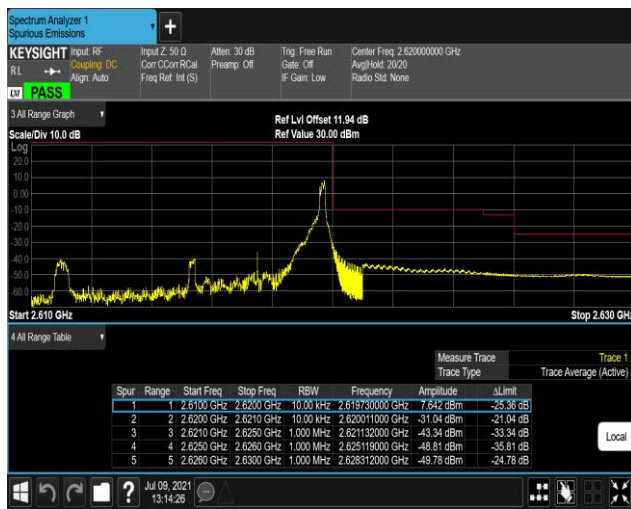 Spectrum Analyzer 1
Spurious Emissions
KEYSIGHT Input: RF Input Z: 50 Ω Atten: 30 dB Trig: Free Run Center Freq: 2.620000000 GHz
RL Coupling: DC Corr CCorr RCal Preamp: Off Gate: Off Avg|Hold: 20/20
Align: Auto Freq Ref: Int (S) IF Gain: Low Radio Std: None
LXI PASS
3 All Range Graph
Ref Lvl Offset 11.94 dB
Scale/Div 10.0 dB Ref Value 30.00 dBm
Log
20.0
10.0
0.00
-10.0
-20.0
-30.0
-40.0
-50.0
-60.0
Start 2.610 GHz Stop 2.630 GHz
4 All Range Table
Measure Trace Trace 1
Trace Type Trace Average (Active)
Spur Range Start Freq Stop Freq RBW Frequency Amplitude ΔLimit
1 1 2.6100 GHz 2.6200 GHz 10.00 kHz 2.619730000 GHz 7.642 dBm -25.36 dB
2 2 2.6200 GHz 2.6210 GHz 10.00 kHz 2.620011000 GHz -31.04 dBm -21.04 dB
3 3 2.6210 GHz 2.6250 GHz 1.000 MHz 2.621132000 GHz -43.34 dBm -33.34 dB
4 4 2.6250 GHz 2.6260 GHz 1.000 MHz 2.625119000 GHz -48.81 dBm -35.81 dB
5 5 2.6260 GHz 2.6300 GHz 1.000 MHz 2.628312000 GHz -49.78 dBm -24.78 dB
Local
? Jul 09, 2021
13:14:26